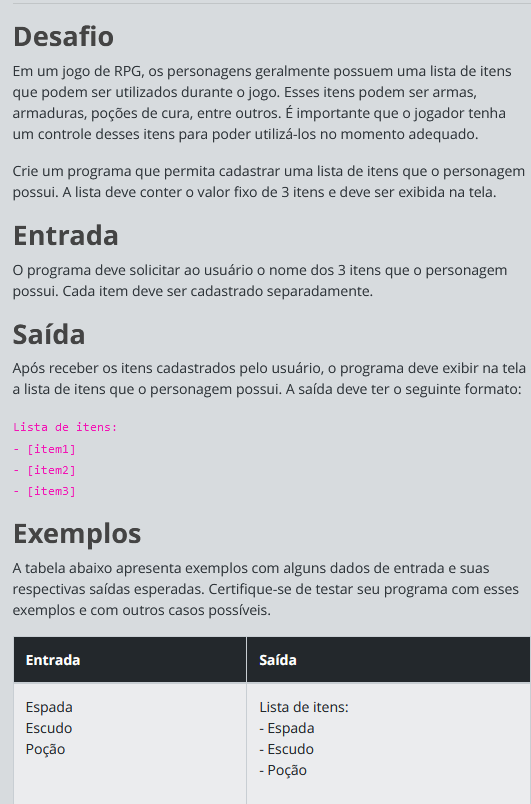 Desafio
Em um jogo de RPG, os personagens geralmente possuem uma lista de itens
que podem ser utilizados durante o jogo. Esses itens podem ser armas,
armaduras, poções de cura, entre outros. É importante que o jogador tenha
um controle desses itens para poder utilizá-los no momento adequado.
Crie um programa que permita cadastrar uma lista de itens que o personagem
possui. A lista deve conter o valor fixo de 3 itens e deve ser exibida na tela.
Entrada
O programa deve solicitar ao usuário o nome dos 3 itens que o personagem
possui. Cada item deve ser cadastrado separadamente.
Saída
Após receber os itens cadastrados pelo usuário, o programa deve exibir na tela
a lista de itens que o personagem possui. A saída deve ter o seguinte formato:
Lista de itens:
- [item1]
- [item2]
- [item3]
Exemplos
A tabela abaixo apresenta exemplos com alguns dados de entrada e suas
respectivas saídas esperadas. Certifique-se de testar seu programa com esses
exemplos e com outros casos possíveis.
Entrada
Saída
Espada
Escudo
Poção
Lista de itens:
- Espada
- Escudo
- Poção